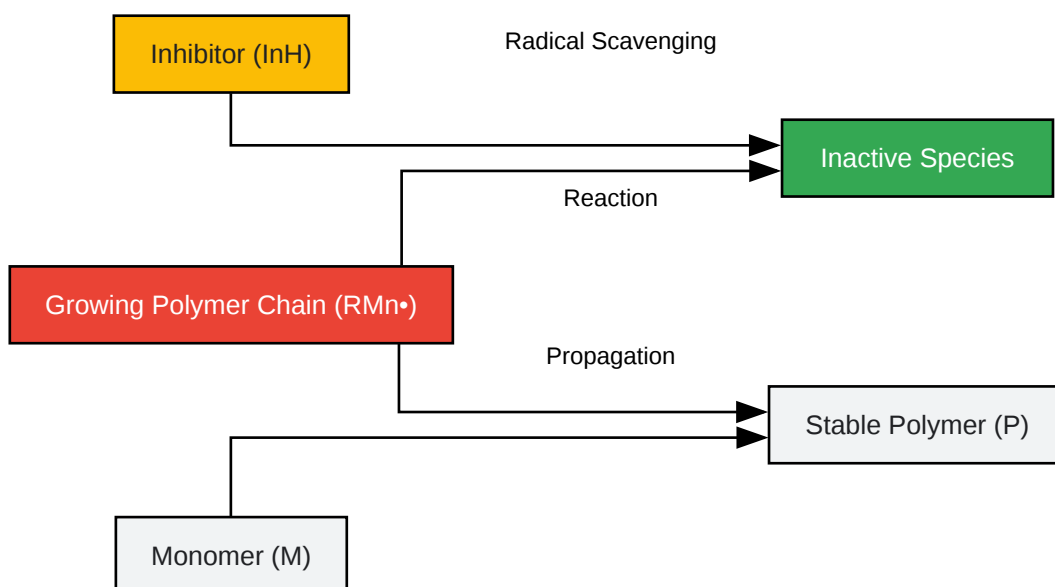 Inhibitor (InH)
Radical Scavenging
Inactive Species
Reaction
Growing Polymer Chain (RMn•)
Propagation
Stable Polymer (P)
Monomer (M)